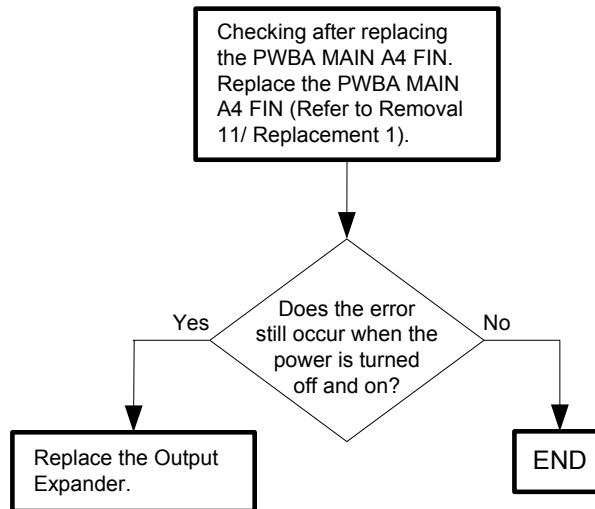 Checking after replacing
the PWBA MAIN A4 FIN.
Replace the PWBA MAIN
A4 FIN (Refer to Removal
11/ Replacement 1).
Does the error
still occur when the
power is turned
off and on?
Yes
No
Replace the Output
Expander.
END